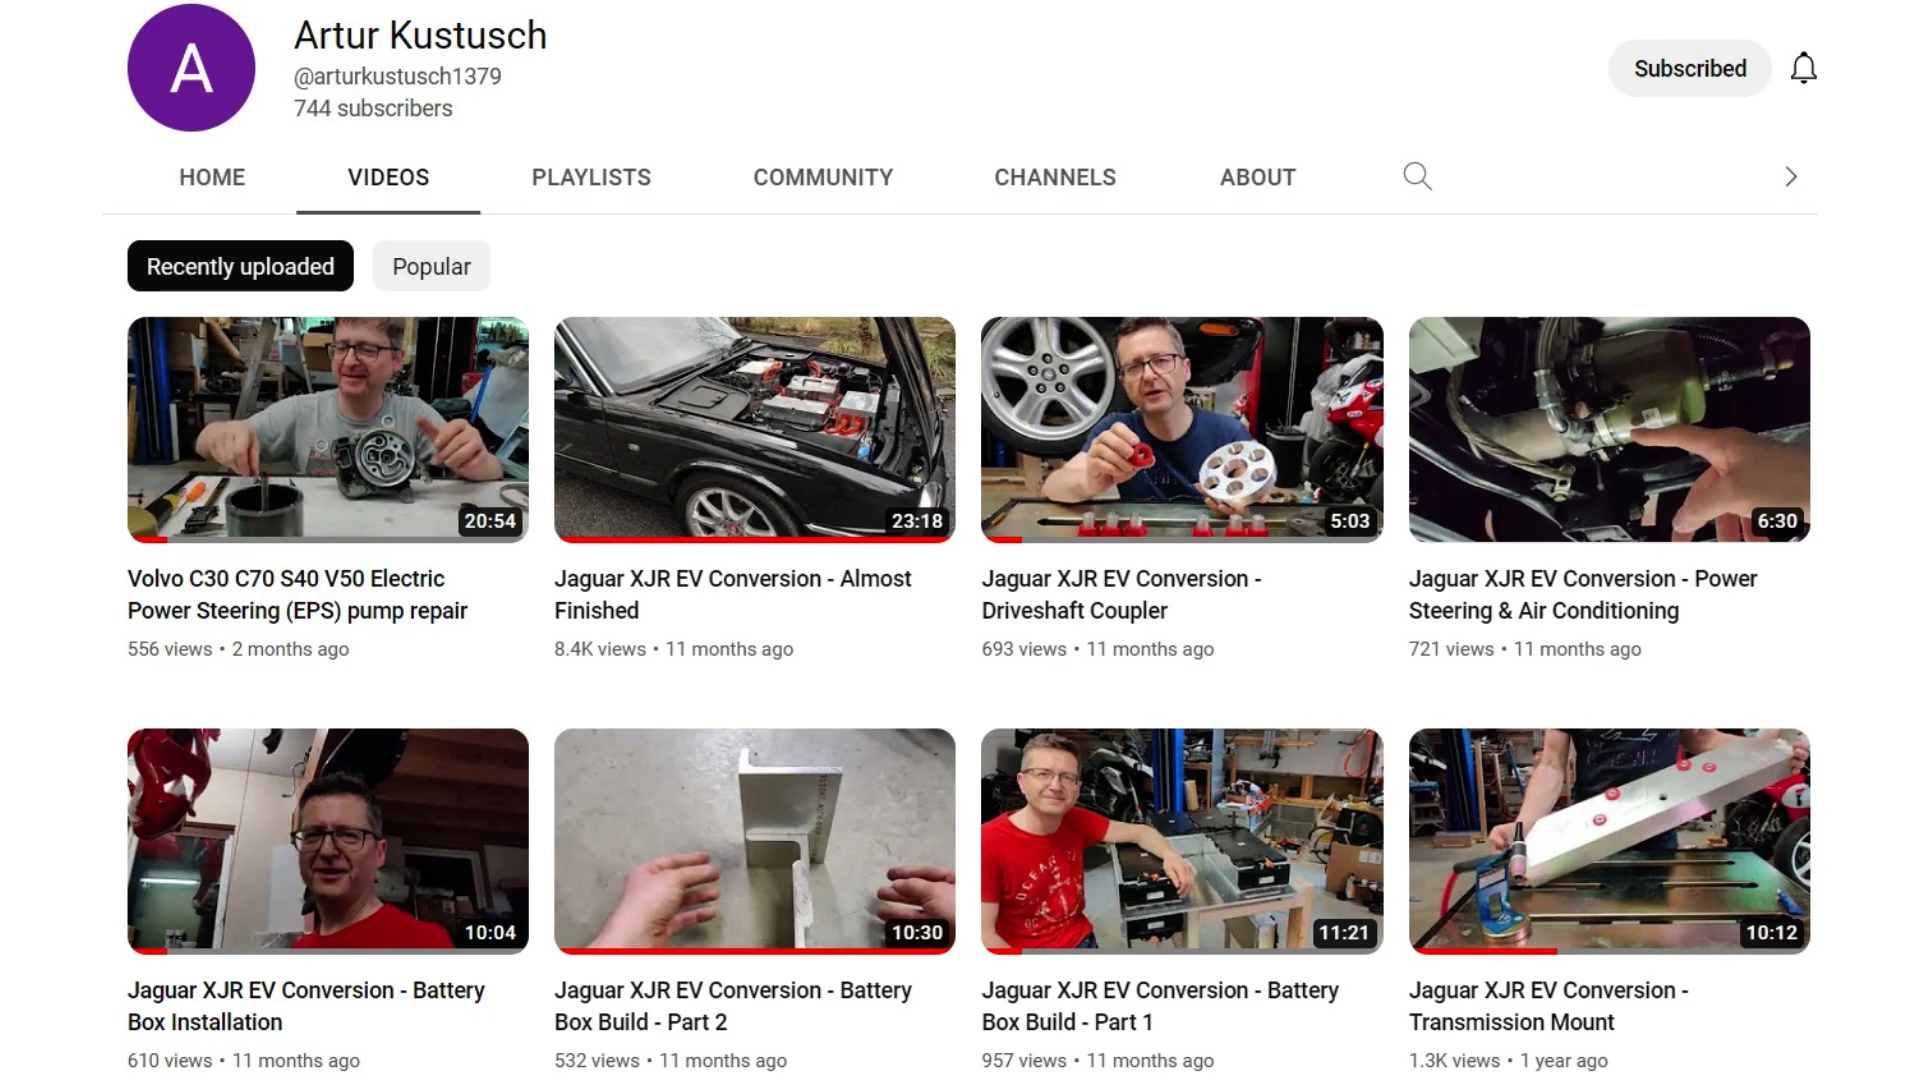 A
Artur Kustusch
@arturkustusch1379
744 subscribers
Subscribed
HOME VIDEOS PLAYLISTS COMMUNITY CHANNELS ABOUT
Recently uploaded Popular
20:54
Volvo C30 C70 S40 V50 Electric
Power Steering (EPS) pump repair
556 views • 2 months ago
23:18
Jaguar XJR EV Conversion - Almost
Finished
8.4K views • 11 months ago
5:03
Jaguar XJR EV Conversion -
Driveshaft Coupler
693 views • 11 months ago
6:30
Jaguar XJR EV Conversion - Power
Steering & Air Conditioning
721 views • 11 months ago
10:04
Jaguar XJR EV Conversion - Battery
Box Installation
610 views • 11 months ago
10:30
Jaguar XJR EV Conversion - Battery
Box Build - Part 2
532 views • 11 months ago
OCEAN
11:21
Jaguar XJR EV Conversion - Battery
Box Build - Part 1
957 views • 11 months ago
10:12
Jaguar XJR EV Conversion -
Transmission Mount
1.3K views • 1 year ago